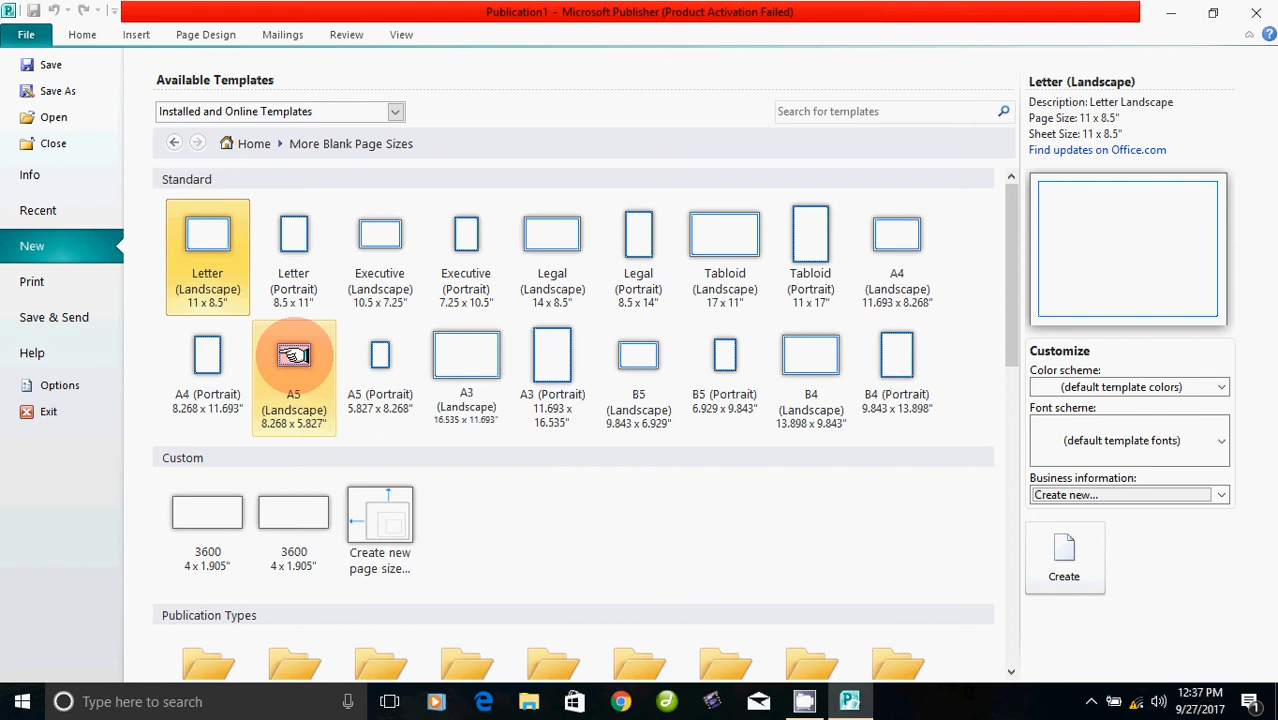 Publication1 - Microsoft Publisher (Product Activation Failed)
File Home Insert Page Design Mailings Review View
Save
Save As
Open
Close
Info
Recent
New
Print
Save & Send
Help
Options
Exit
Available Templates
Installed and Online Templates
Search for templates
Home More Blank Page Sizes
Standard
Letter (Landscape) 11 x 8.5"
Letter (Portrait) 8.5 x 11"
Executive (Landscape) 10.5 x 7.25"
Executive (Portrait) 7.25 x 10.5"
Legal (Landscape) 14 x 8.5"
Legal (Portrait) 8.5 x 14"
Tabloid (Landscape) 17 x 11"
Tabloid (Portrait) 11 x 17"
A4 (Landscape) 11.693 x 8.268"
A4 (Portrait) 8.268 x 11.693"
A5 (Landscape) 8.268 x 5.827"
A5 (Portrait) 5.827 x 8.268"
A3 (Landscape) 16.535 x 11.693"
A3 (Portrait) 11.693 x 16.535"
B5 (Landscape) 9.843 x 6.929"
B5 (Portrait) 6.929 x 9.843"
B4 (Landscape) 13.898 x 9.843"
B4 (Portrait) 9.843 x 13.898"
Custom
3600 4 x 1.905"
3600 4 x 1.905"
Create new page size...
Publication Types
Letter (Landscape)
Description: Letter Landscape
Page Size: 11 x 8.5"
Sheet Size: 11 x 8.5"
Find updates on Office.com
Customize
Color scheme:
(default template colors)
Font scheme:
(default template fonts)
Business information:
Create new...
Create
Type here to search
12:37 PM
9/27/2017